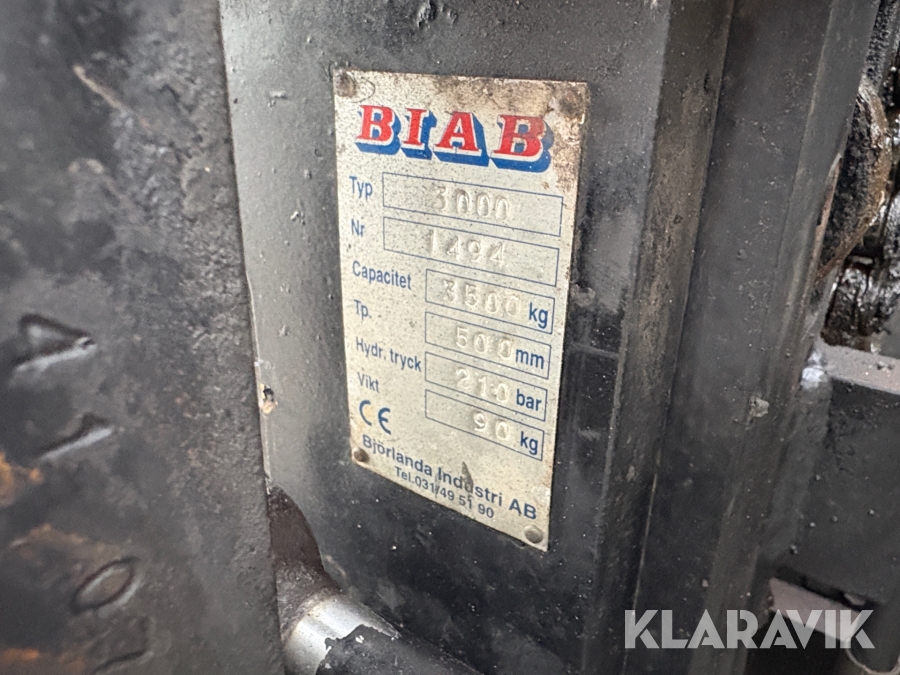 BIAB
Typ 3000
Nr 1494
Capacitet 3500 kg
Tp. 500 mm
Hydr. tryck 210 bar
Vikt 90 kg
CE
Björlanda Industri AB
Tel.031/49 51 90
KLARAVIK